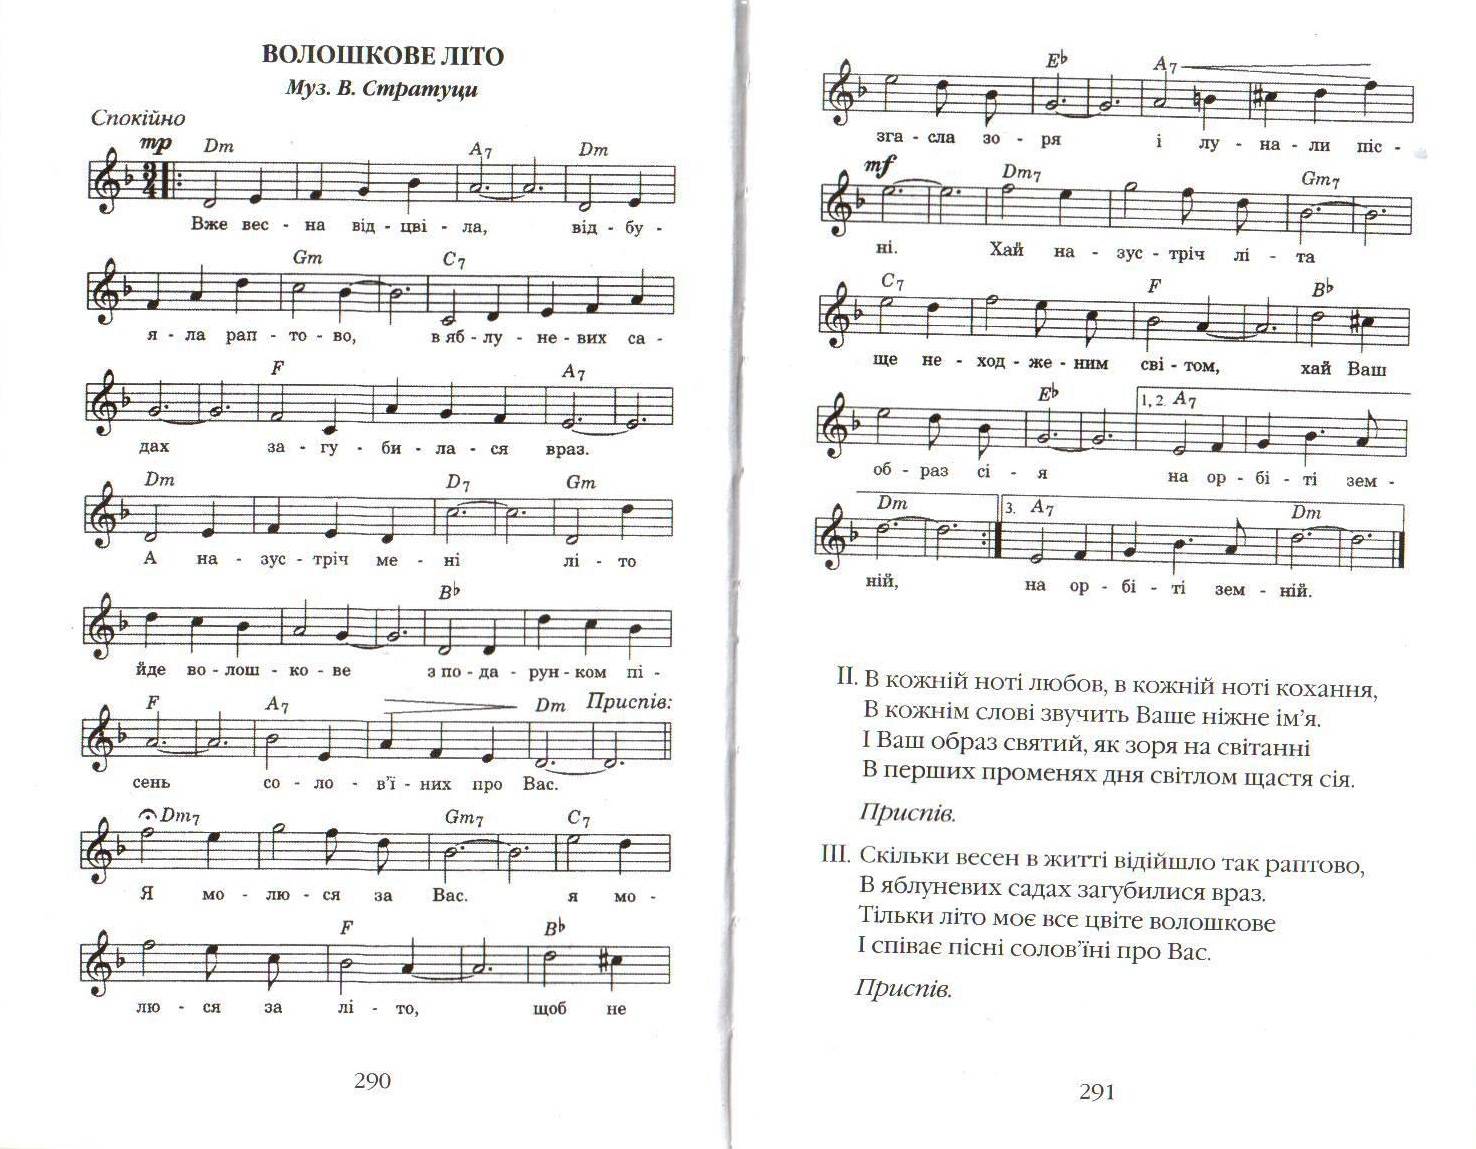 ВОЛОШКОВЕ ЛІТО
Муз. В. Стратуци
Спокійно
mp Dm A7 Dm
3 4
Вже вес - на від - цві - ла, від - бу -
Gm C7
я - ла рап - то - во, в яб - лу - не - вих са -
F A7
дах за - гу - би - ла - ся враз.
Dm D7 Gm
А на - зус - тріч ме - ні лі - то
B♭
йде во - лош - ко - ве з по - да - рун - ком пі -
F A7 Dm Приспів:
сень со - ло - в'ї - них про Вас.
Dm7 Gm7 C7
Я мо - лю - ся за Вас. я мо -
F B♭
лю - ся за лі - то, щоб не
290
E♭ A7
зга - сла зо - ря і лу - на - ли піс -
mf Dm7 Gm7
ні. Хай на - зус - тріч лі - та
C7 F B♭
ще не - ход - же - ним сві - том, хай Ваш
E♭ 1, 2. A7
об - раз сі - я на ор - бі - ті зем -
Dm 3. A7 Dm
ній, на ор - бі - ті зем - ній.
II. В кожній ноті любов, в кожній ноті кохання,
В кожнім слові звучить Ваше ніжне ім'я.
І Ваш образ святий, як зоря на світанні
В перших променях дня світлом щастя сія.
Приспів.
III. Скільки весен в житті відійшло так раптово,
В яблуневих садах загубилися враз.
Тільки літо моє все цвіте волошкове
І співає пісні солов'їні про Вас.
Приспів.
291